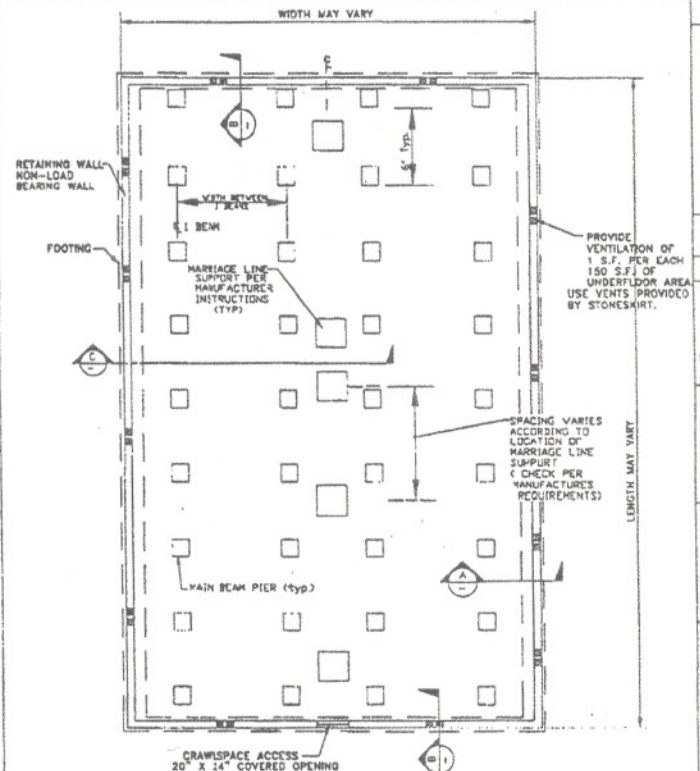 WIDTH MAY VARY
℄
B
6' Typ.
RETAINING WALL
NON-LOAD
BEARING WALL
WIDTH BETWEEN
I BEAMS
I BEAM
FOOTING
PROVIDE
VENTILATION OF
1 S.F. PER EACH
150 S.F. OF
UNDERFLOOR AREA.
USE VENTS PROVIDED
BY STONESKIRT.
MARRIAGE LINE
SUPPORT PER
MANUFACTURER
INSTRUCTIONS
(TYP)
C
SPACING VARIES
ACCORDING TO
LOCATION OF
MARRIAGE LINE
SUPPORT
( CHECK PER
MANUFACTURES
REQUIREMENTS)
LENGTH MAY VARY
MAIN BEAM PIER (typ.)
A
B
CRAWLSPACE ACCESS
20" X 14" COVERED OPENING